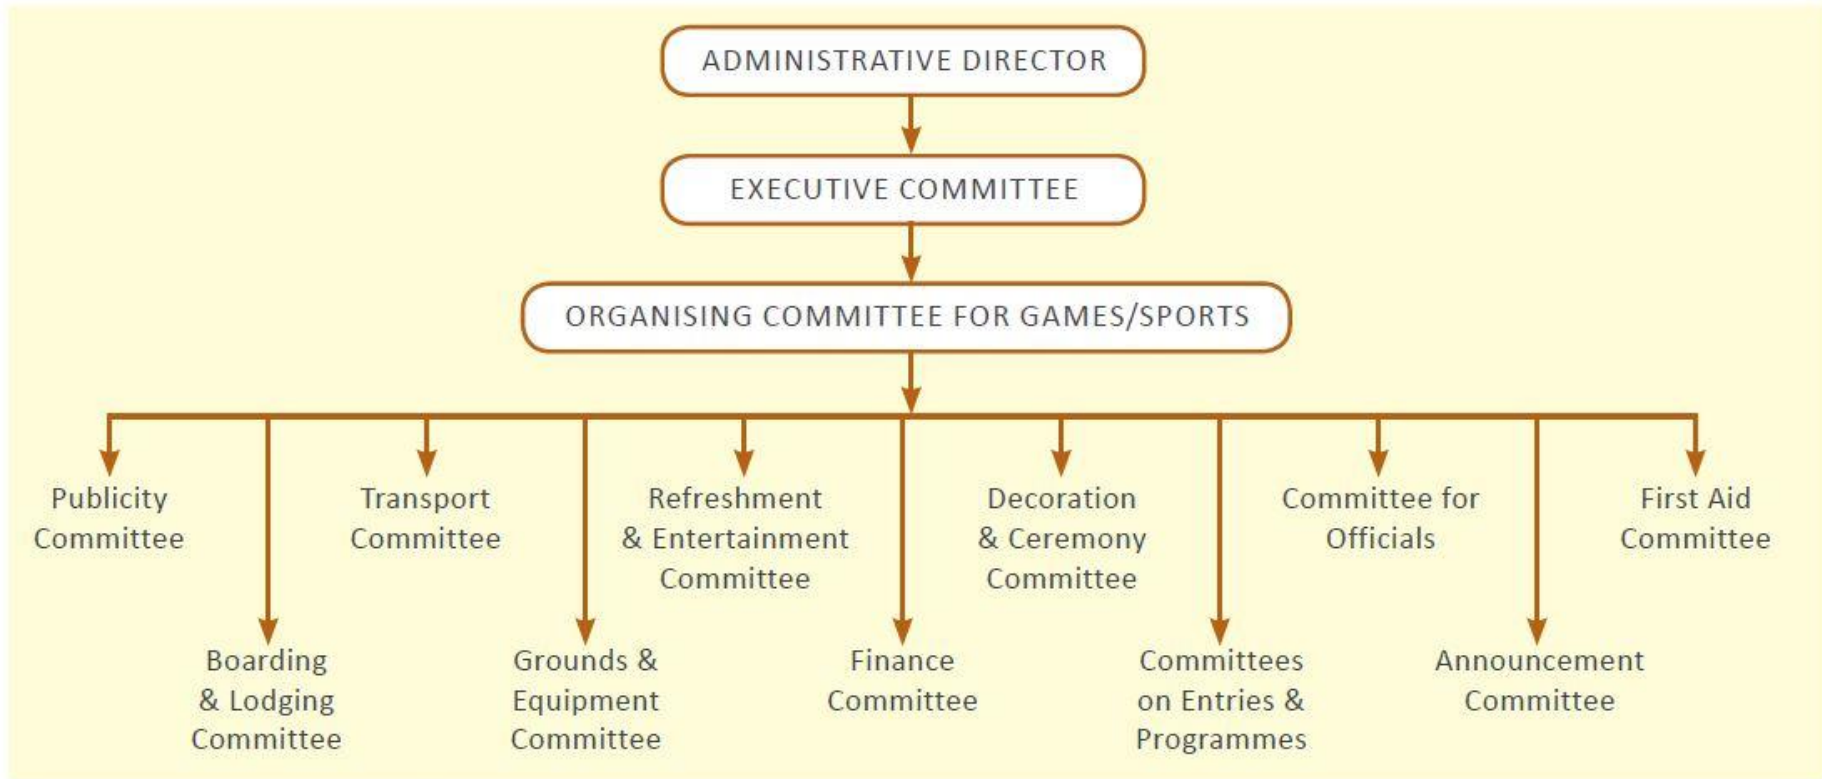 ADMINISTRATIVE DIRECTOR
EXECUTIVE COMMITTEE
ORGANISING COMMITTEE FOR GAMES/SPORTS
Publicity
Committee
Transport
Committee
Refreshment
& Entertainment
Committee
Decoration
& Ceremony
Committee
Committee for
Officials
First Aid
Committee
Boarding
& Lodging
Committee
Grounds &
Equipment
Committee
Finance
Committee
Committees
on Entries &
Programmes
Announcement
Committee